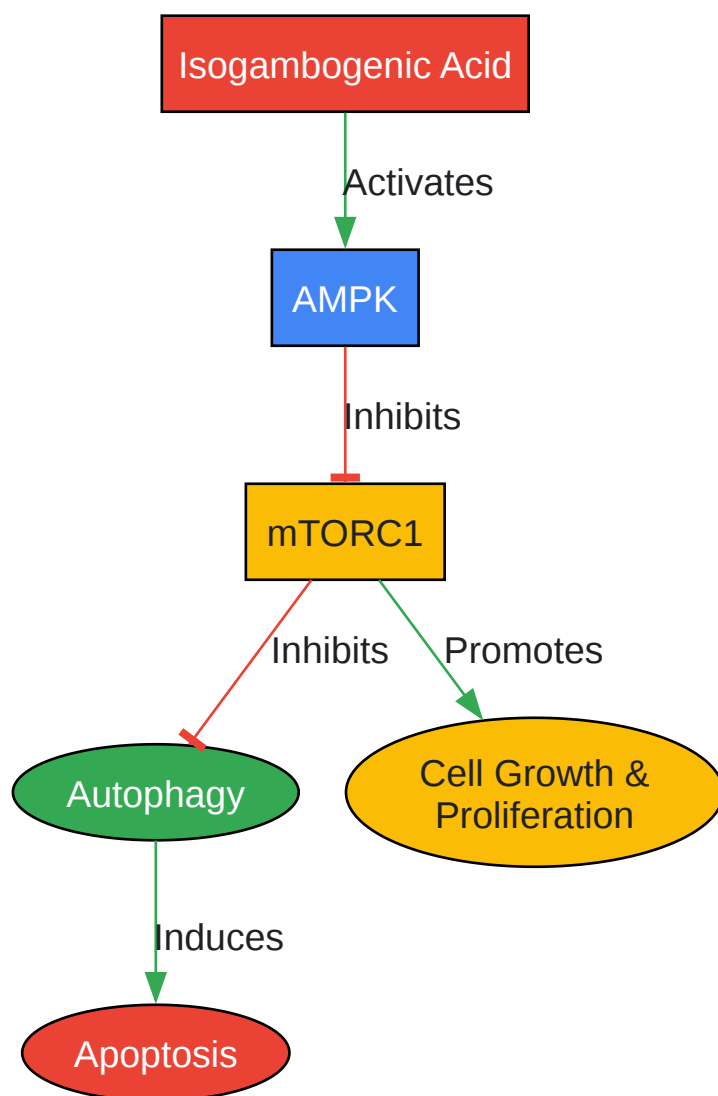 Isogambogenic Acid
Activates
AMPK
Inhibits
mTORC1
Inhibits
Promotes
Cell Growth &
Proliferation
Autophagy
Induces
Apoptosis